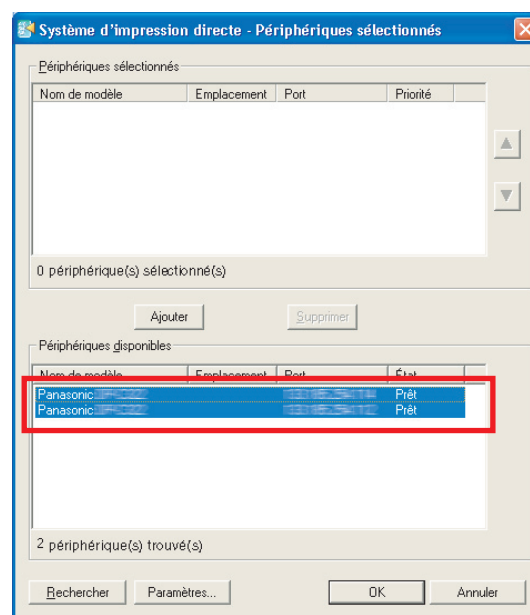 Système d'impression directe - Périphériques sélectionnés
Périphériques sélectionnés
Nom de modèle Emplacement Port Priorité
0 périphérique(s) sélectionné(s)
Ajouter Supprimer
Périphériques disponibles
Nom de modèle Emplacement Port État
Panasonic Prêt
Panasonic Prêt
2 périphérique(s) trouvé(s)
Rechercher Paramètres... OK Annuler